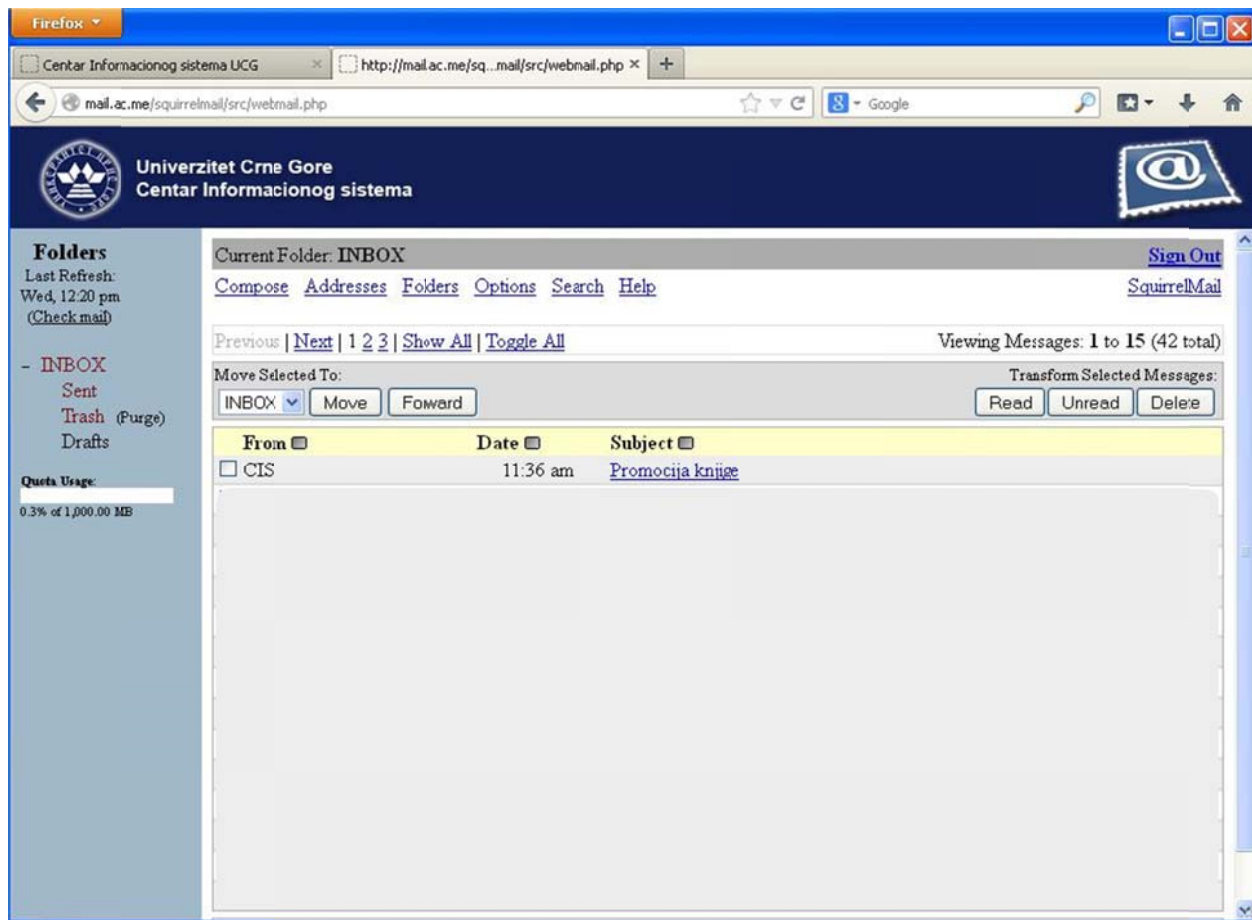 Firefox
Centar Informacionog sistema UCG
http://mail.ac.me/sq...mail/src/webmail.php
mail.ac.me/squirrelmail/src/webmail.php
Google
Univerzitet Crne Gore
Centar Informacionog sistema
@
Folders
Last Refresh:
Wed, 12:20 pm
(Check mail)
- INBOX
Sent
Trash (Purge)
Drafts
Quota Usage:
0.3% of 1,000.00 MB
Current Folder: INBOX Sign Out
Compose Addresses Folders Options Search Help SquirrelMail
Previous | Next | 1 2 3 | Show All | Toggle All Viewing Messages: 1 to 15 (42 total)
Move Selected To: Transform Selected Messages:
INBOX Move Forward Read Unread Delete
From Date Subject
CIS 11:36 am Promocija knjige